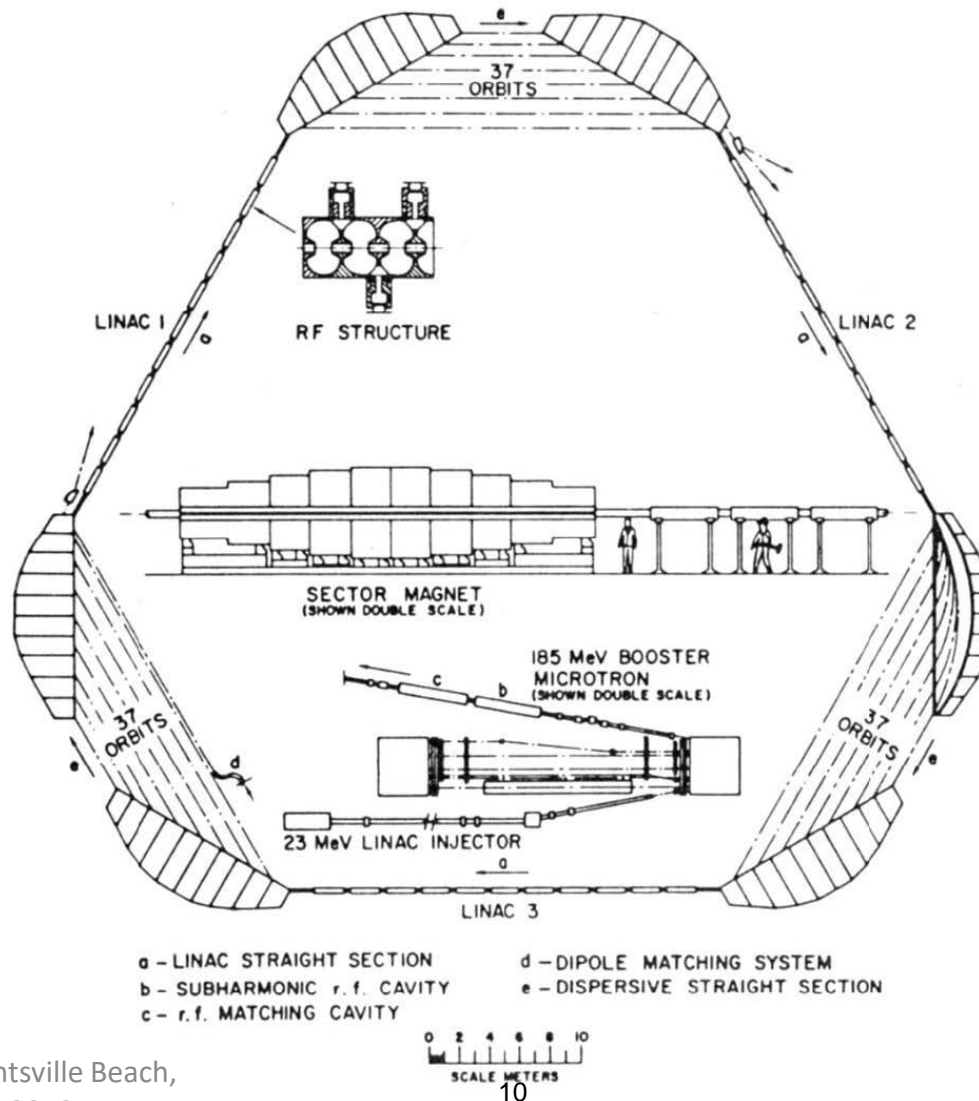 e
37
ORBITS
LINAC 1
a
RF STRUCTURE
a
LINAC 2
SECTOR MAGNET
(SHOWN DOUBLE SCALE)
185 MeV BOOSTER
MICROTRON
(SHOWN DOUBLE SCALE)
c
b
37
ORBITS
37
ORBITS
d
e
e
23 MeV LINAC INJECTOR
a
LINAC 3
a – LINAC STRAIGHT SECTION
b – SUBHARMONIC r.f. CAVITY
c – r.f. MATCHING CAVITY
d – DIPOLE MATCHING SYSTEM
e – DISPERSIVE STRAIGHT SECTION
0 2 4 6 8 10
SCALE METERS
ntsville Beach,
10